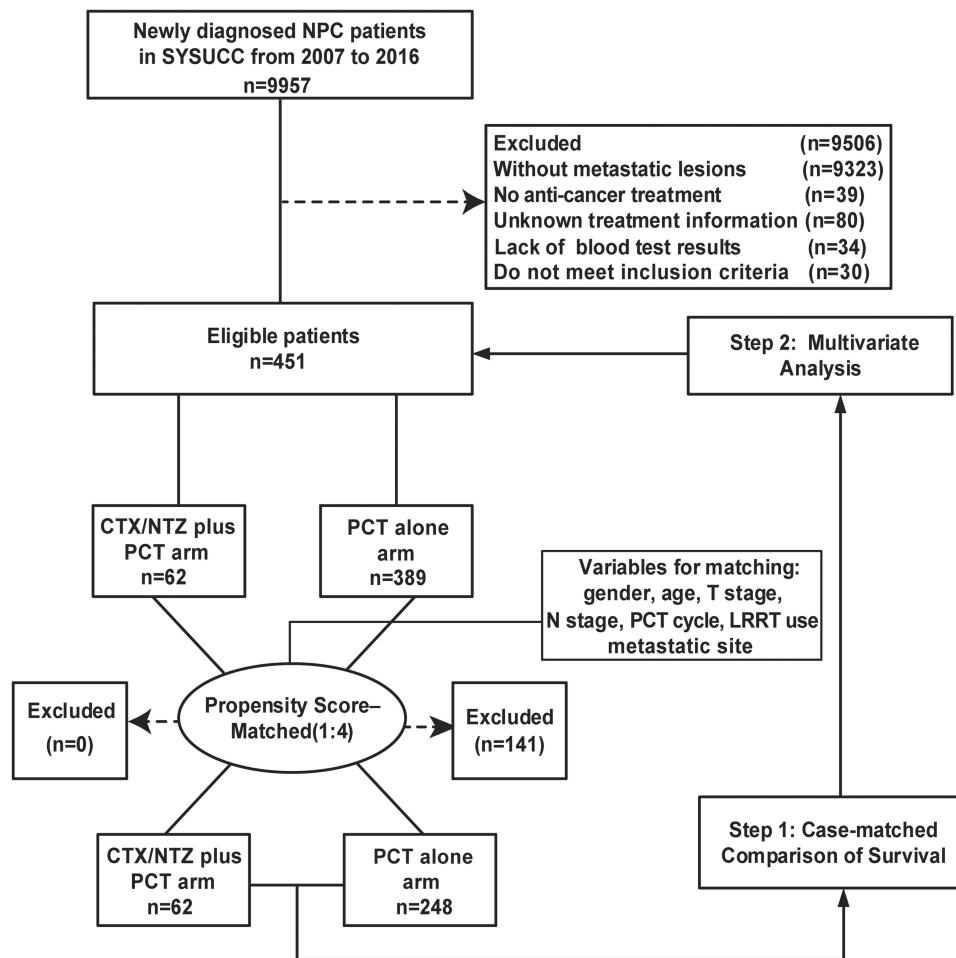 Newly diagnosed NPC patients
in SYSUCC from 2007 to 2016
n=9957
Excluded (n=9506)
Without metastatic lesions (n=9323)
No anti-cancer treatment (n=39)
Unknown treatment information (n=80)
Lack of blood test results (n=34)
Do not meet inclusion criteria (n=30)
Eligible patients
n=451
Step 2: Multivariate
Analysis
CTX/NTZ plus
PCT arm
n=62
PCT alone
arm
n=389
Variables for matching:
gender, age, T stage,
N stage, PCT cycle, LRRT use
metastatic site
Excluded
(n=0)
Propensity Score–
Matched(1:4)
Excluded
(n=141)
Step 1: Case-matched
Comparison of Survival
CTX/NTZ plus
PCT arm
n=62
PCT alone
arm
n=248